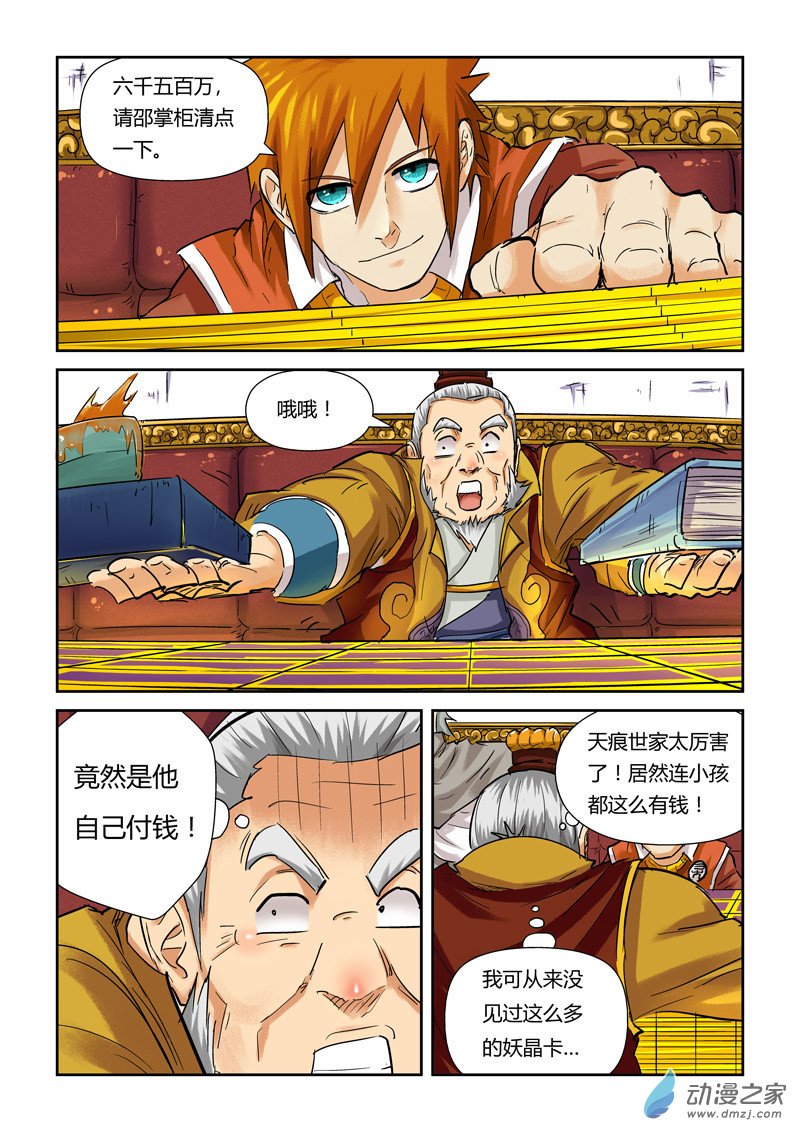 六千五百万，
请邵掌柜清点
一下。
哦哦！
竟然是他
自己付钱！
天痕世家太厉害
了！居然连小孩
都这么有钱！
我可从来没
见过这么多
的妖晶卡…
动漫之家
www.dmzj.com